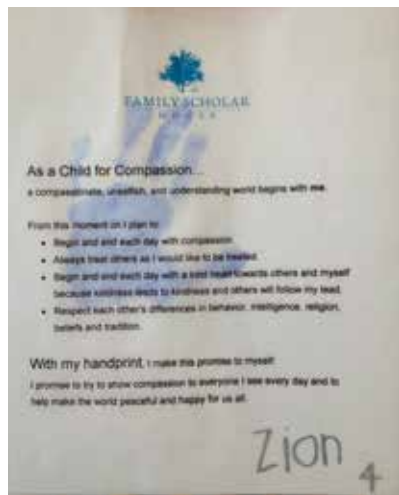 FAMILY SCHOLAR
HOUSE
As a Child for Compassion...
a compassionate, unselfish, and understanding world begins with me.
From this moment on I plan to:
• Begin and end each day with compassion.
• Always treat others as I would like to be treated.
• Begin and end each day with a kind heart towards others and myself
because kindness leads to kindness and others will follow my lead.
• Respect each other's differences in behavior, intelligence, religion,
beliefs and tradition.
With my handprint, I make this promise to myself:
I promise to try to show compassion to everyone I see every day and to
help make the world peaceful and happy for us all.
Zion
4